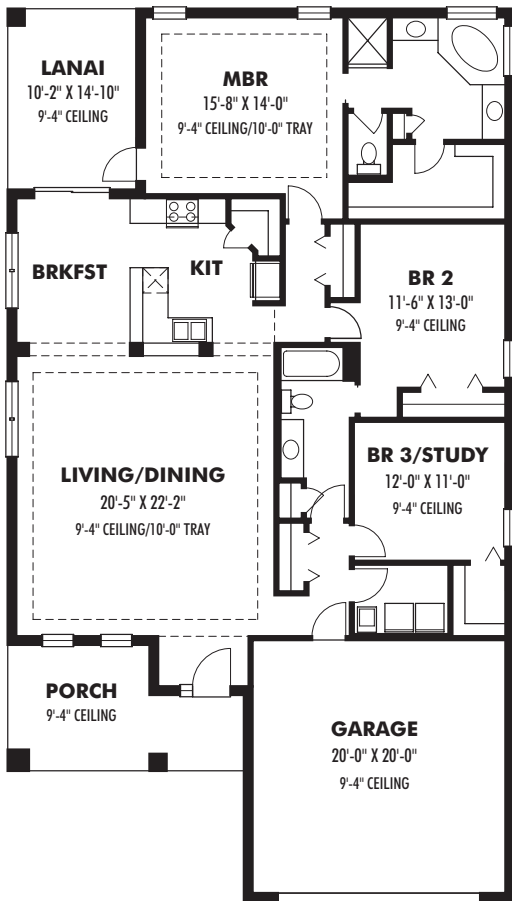 LANAI
10'-2" X 14'-10"
9'-4" CEILING
MBR
15'-8" X 14'-0"
9'-4" CEILING/10'-0" TRAY
BRKFST
KIT
BR 2
11'-6" X 13'-0"
9'-4" CEILING
LIVING/DINING
20'-5" X 22'-2"
9'-4" CEILING/10'-0" TRAY
BR 3/STUDY
12'-0" X 11'-0"
9'-4" CEILING
PORCH
9'-4" CEILING
GARAGE
20'-0" X 20'-0"
9'-4" CEILING